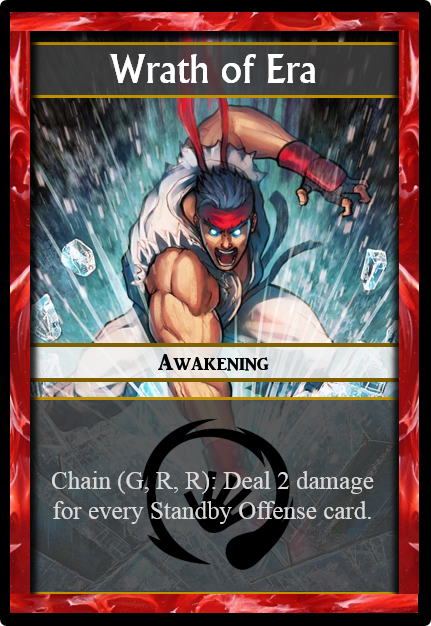 Wrath of Era
Awakening
Chain (G, R, R): Deal 2 damage
for every Standby Offense card.